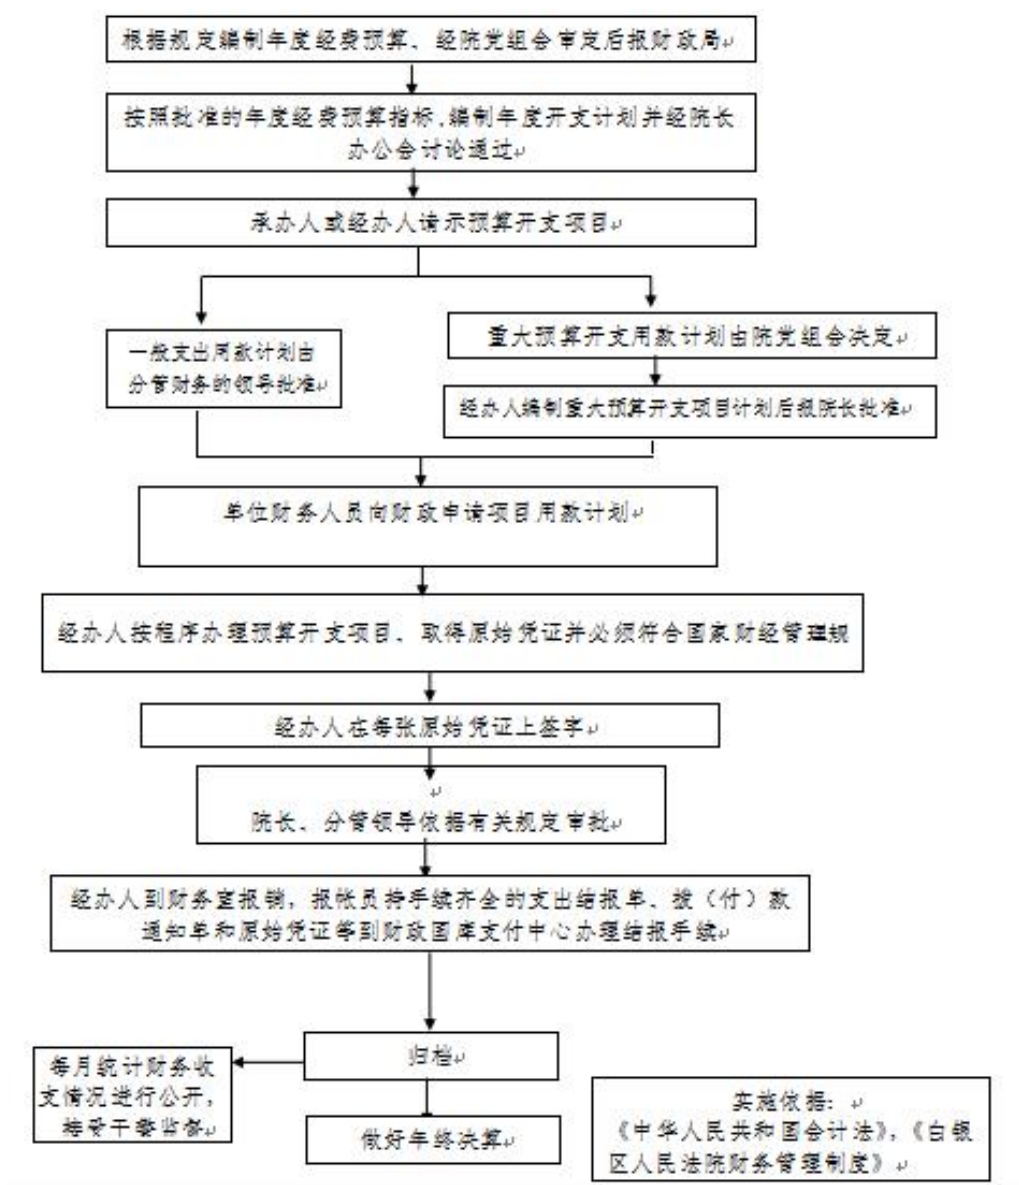 根据规定编制年度经费预算、经院党组会审定后报财政局
按照批准的年度经费预算指标,编制年度开支计划并经院长
办公会讨论通过
承办人或经办人请示预算开支项目
一般支出用款计划由
分管财务的领导批准
重大预算开支用款计划由院党组会决定
经办人编制重大预算开支项目计划后报院长批准
单位财务人员向财政申请项目用款计划
经办人按程序办理预算开支项目、取得原始凭证并必须符合国家财经管理规
经办人在每张原始凭证上签字
院长、分管领导依据有关规定审批
经办人到财务室报销,报帐员持手续齐全的支出结报单、拨（付）款
通知单和原始凭证等到财政国库支付中心办理结报手续
归档
每月统计财务收
支情况进行公开,
接受干警监督
做好年终决算
实施依据:
《中华人民共和国会计法》,《白银
区人民法院财务管理制度》